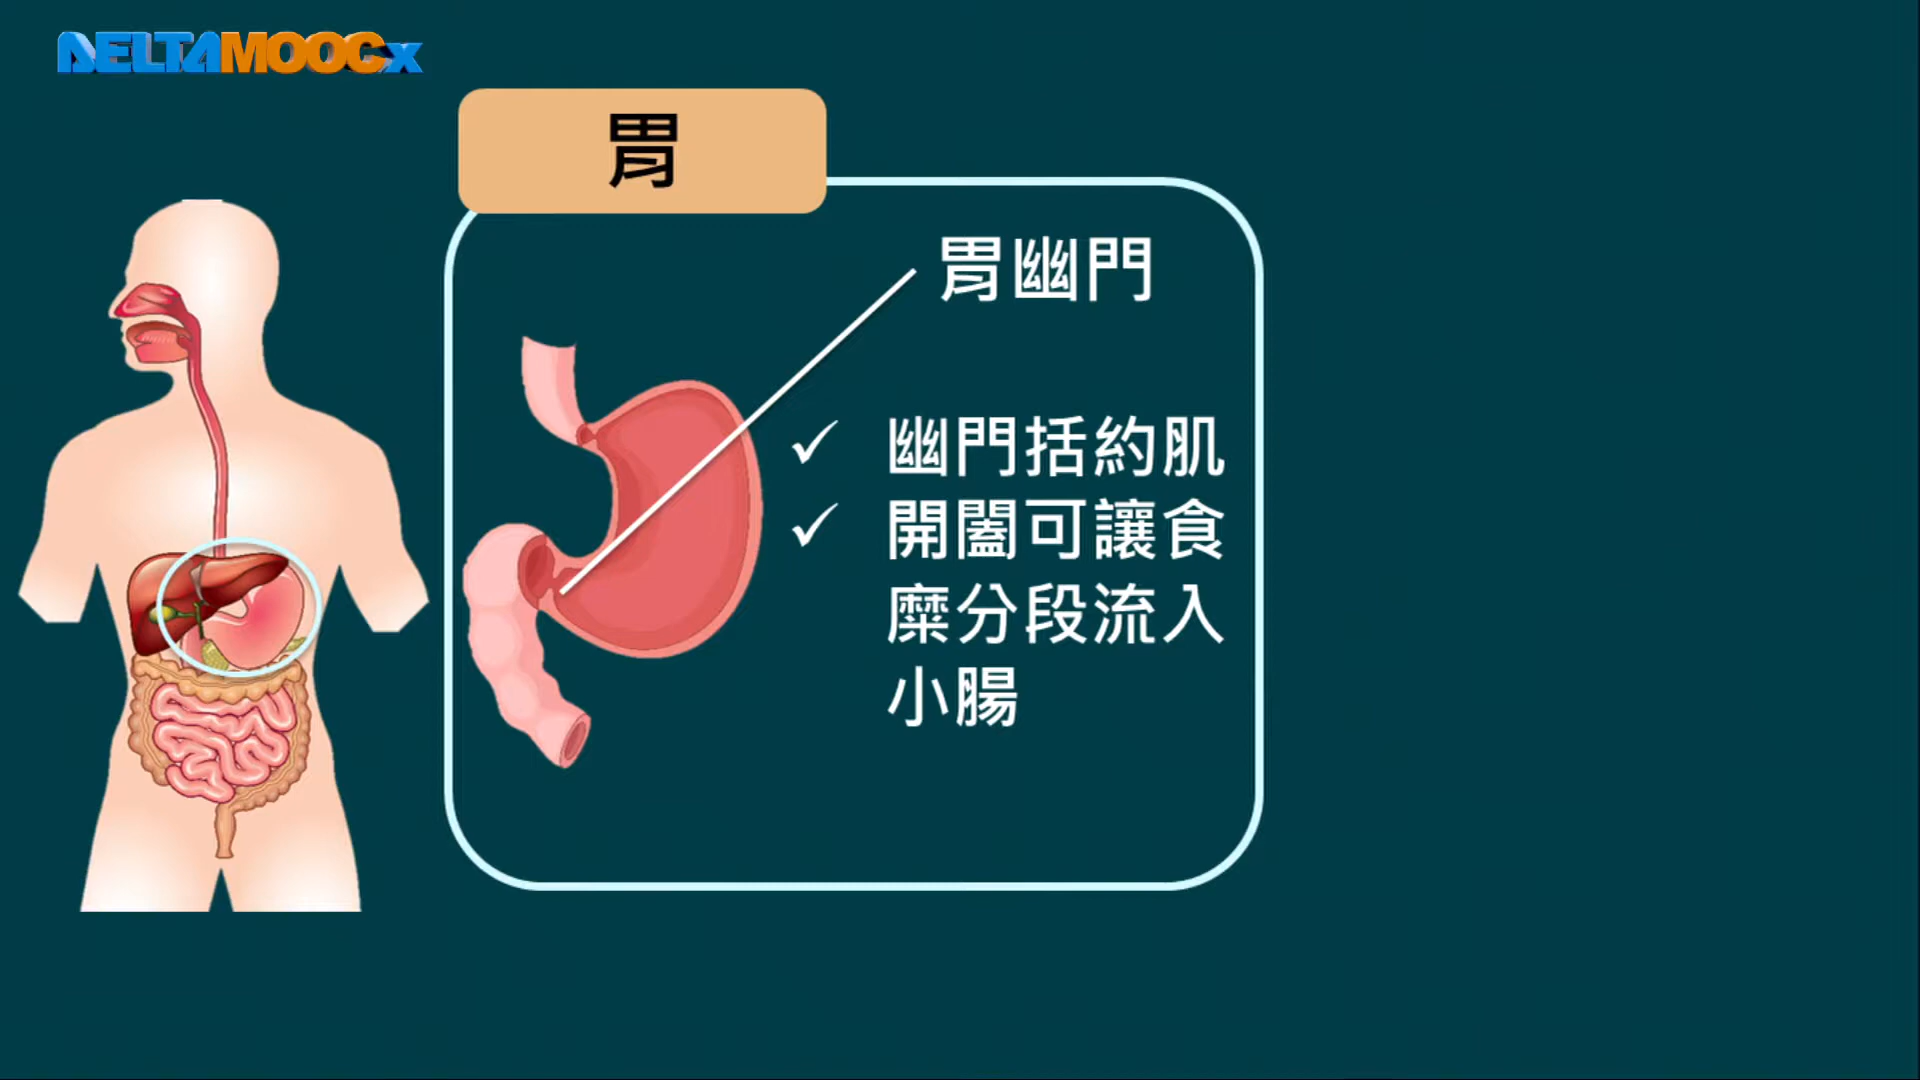 DELTAMOOCx
胃
胃幽門
✓ 幽門括約肌
✓ 開闔可讓食
糜分段流入
小腸